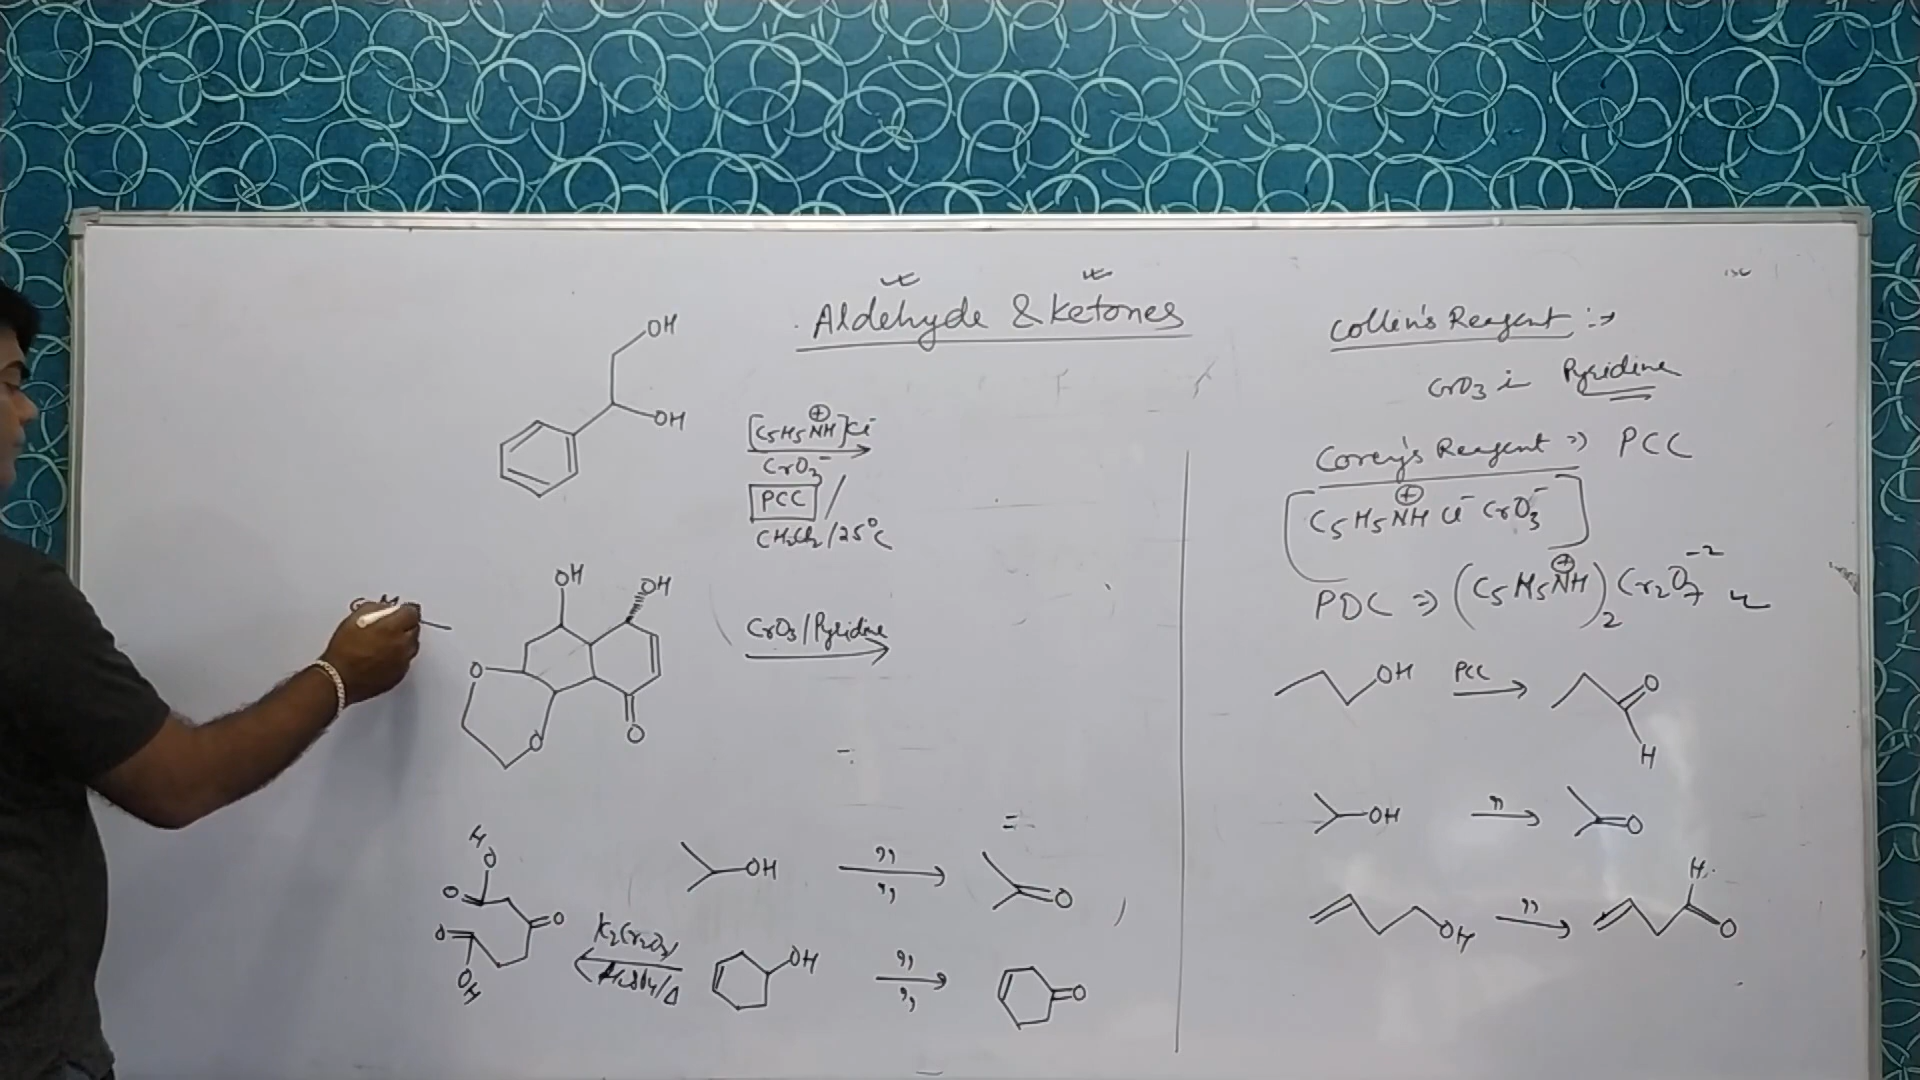 Aldehyde & Ketones
OH
OH
[C5H5NH⊕]Cl⁻
CrO3⁻
PCC /
CH2Cl2/25°C
OH
OH
O
O
O
CrO3/Pyridine
OH
,,
,,
O
H
O
O
O
O
OH
K2Cr2O7
H2SO4/Δ
OH
,,
,,
O
Collin's Reagent :→
CrO3 in Pyridine
Corey's Reagent ⇒ PCC
C5H5NH⊕ Cl⁻ CrO3⁻
PDC ⇒ (C5H5NH⊕)2 Cr2O7⁻²
OH PCC O
H
OH ,, O
H
OH ,, O